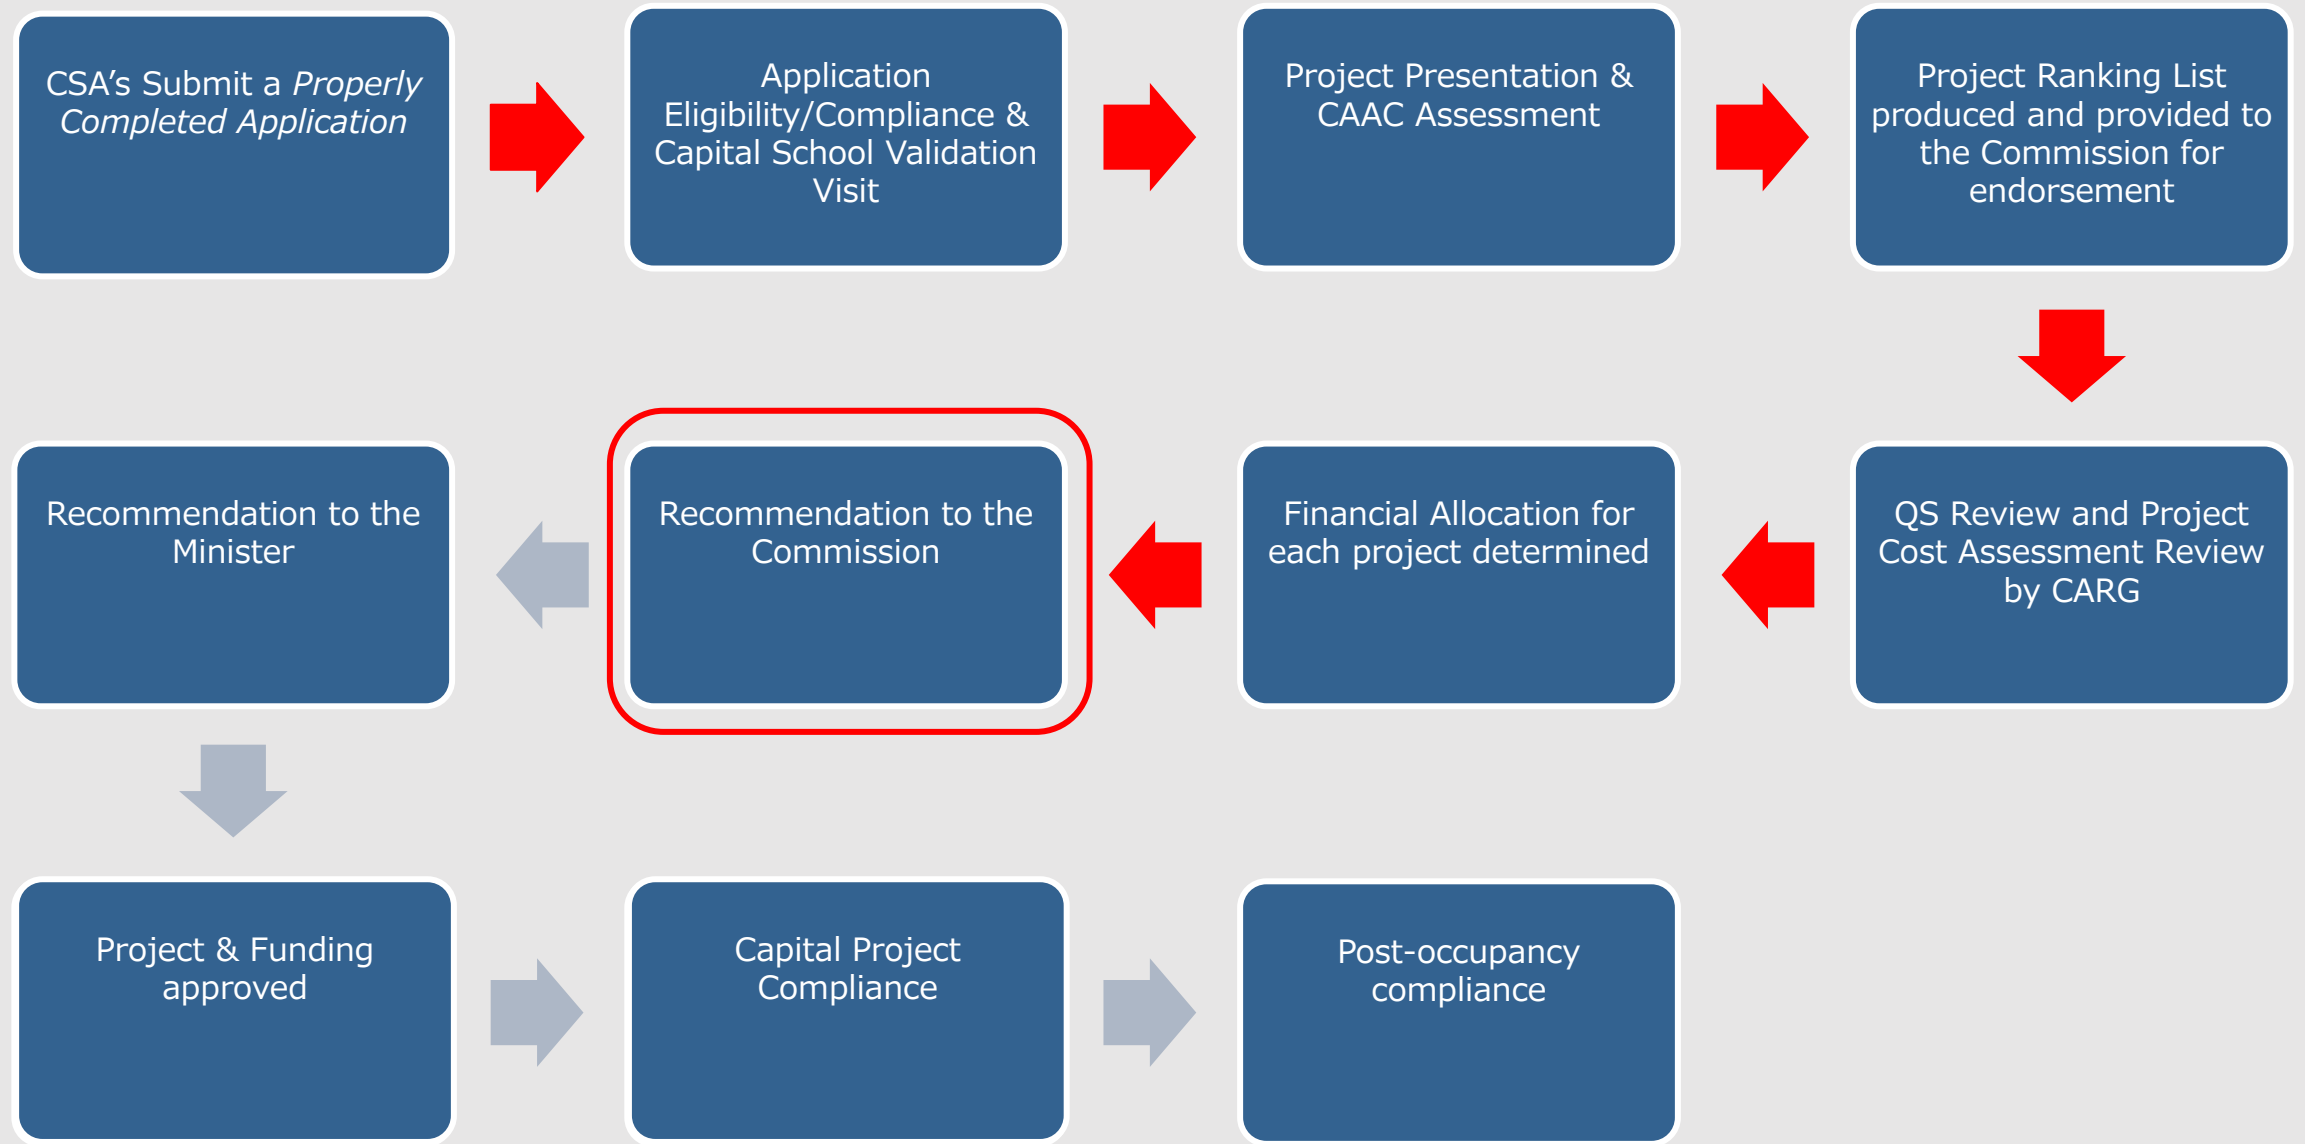 CSA’s Submit a Properly
Completed Application
Application
Eligibility/Compliance &
Capital School Validation
Visit
Project Presentation &
CAAC Assessment
Project Ranking List
produced and provided to
the Commission for
endorsement
QS Review and Project
Cost Assessment Review
by CARG
Financial Allocation for
each project determined
Recommendation to the
Commission
Recommendation to the
Minister
Project & Funding
approved
Capital Project
Compliance
Post-occupancy
compliance